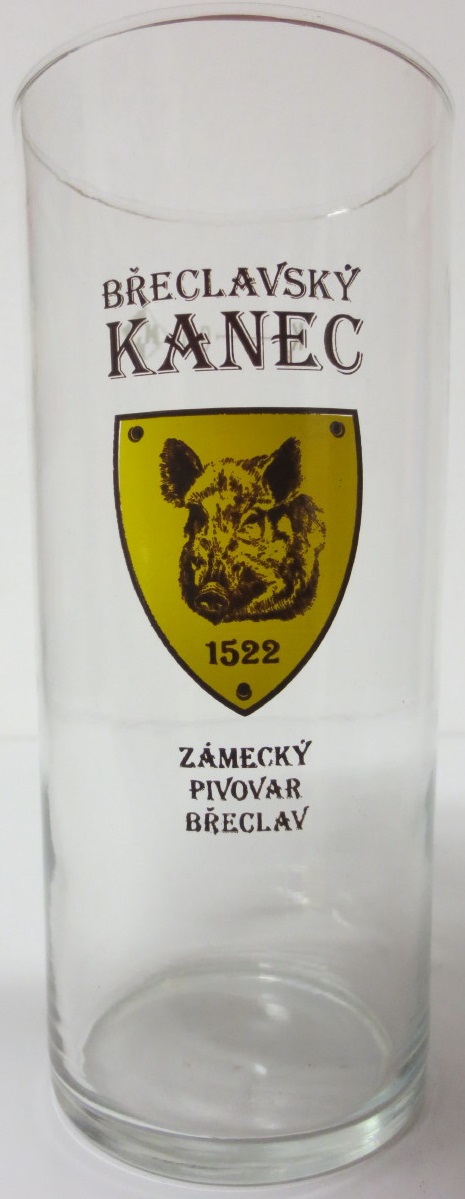 BŘECLAVSKÝ
KANEC
1522
ZÁMECKÝ
PIVOVAR
BŘECLAV